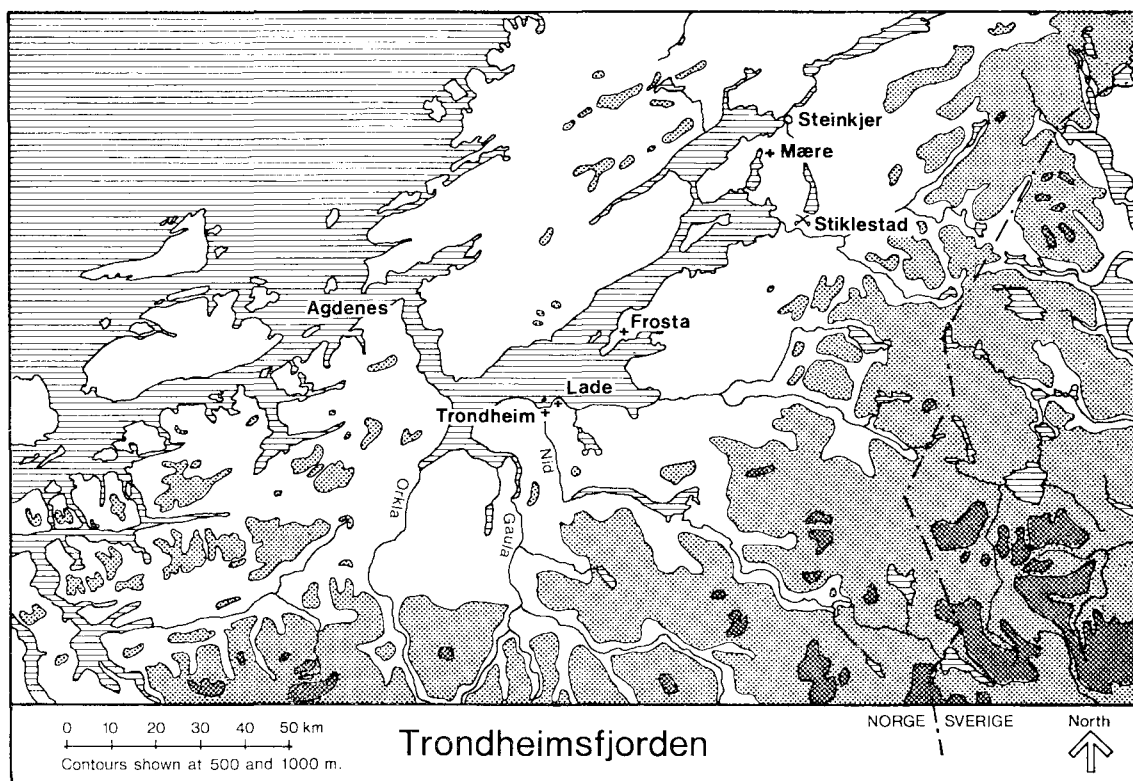 Steinkjer
Mære
Stiklestad
Agdenes
Frosta
Lade
Trondheim
Nid
Orkla
Gaula
0 10 20 30 40 50 km
Contours shown at 500 and 1000 m.
Trondheimsfjorden
NORGE SVERIGE
North